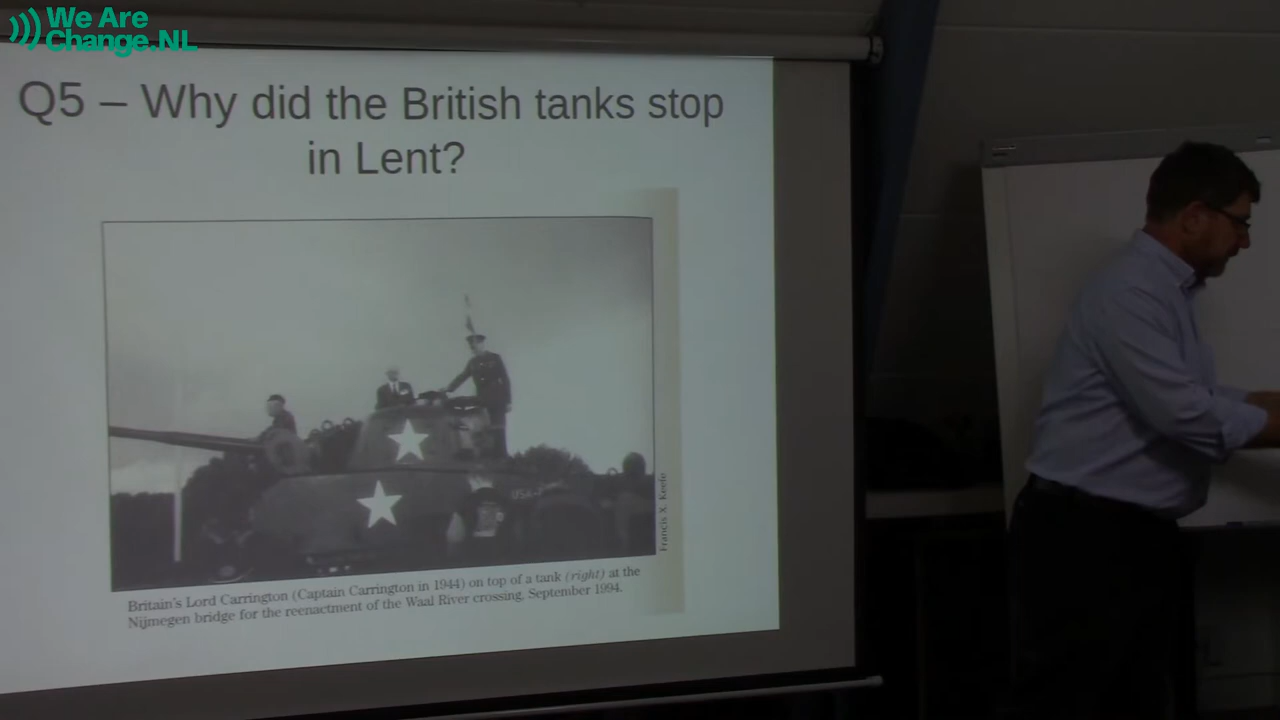 We Are
Change.NL
Q5 – Why did the British tanks stop
in Lent?
USA
Francis X. Keefe
Britain's Lord Carrington (Captain Carrington in 1944) on top of a tank (right) at the
Nijmegen bridge for the reenactment of the Waal River crossing, September 1994.